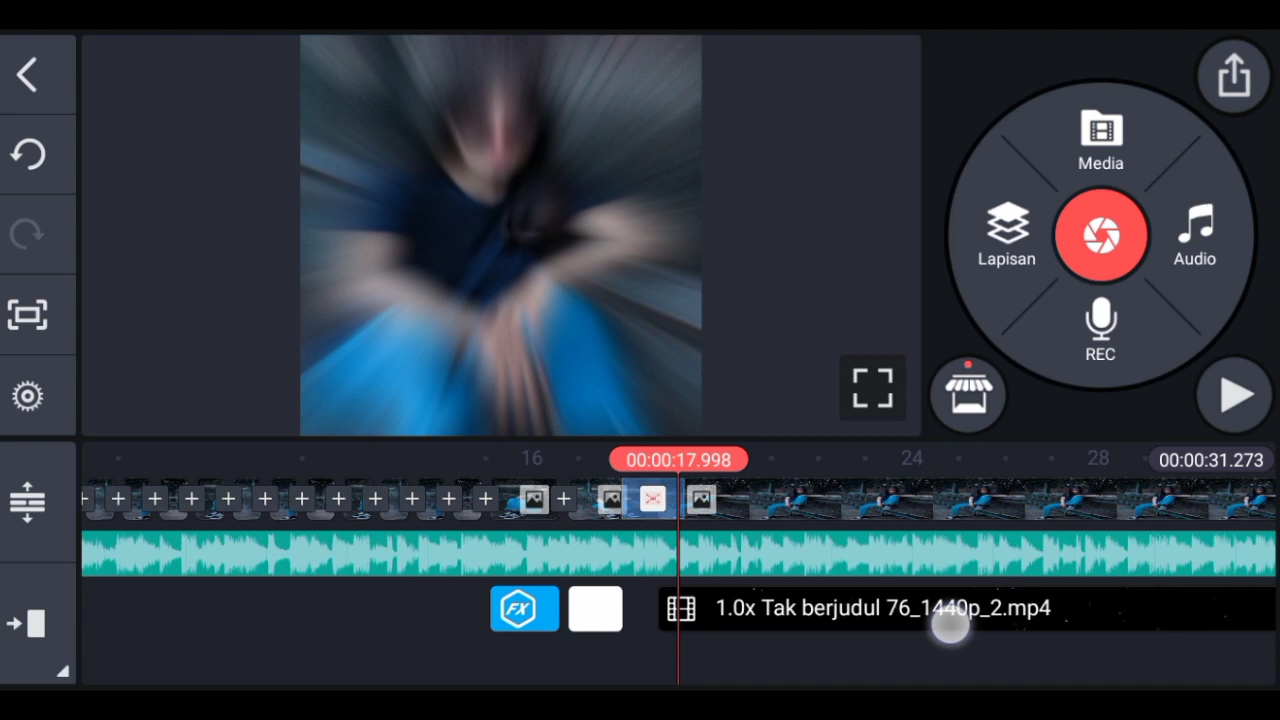 Media
Lapisan
Audio
REC
16
00:00:17.998
24
28
00:00:31.273
FX
1.0x Tak berjudul 76_1440p_2.mp4